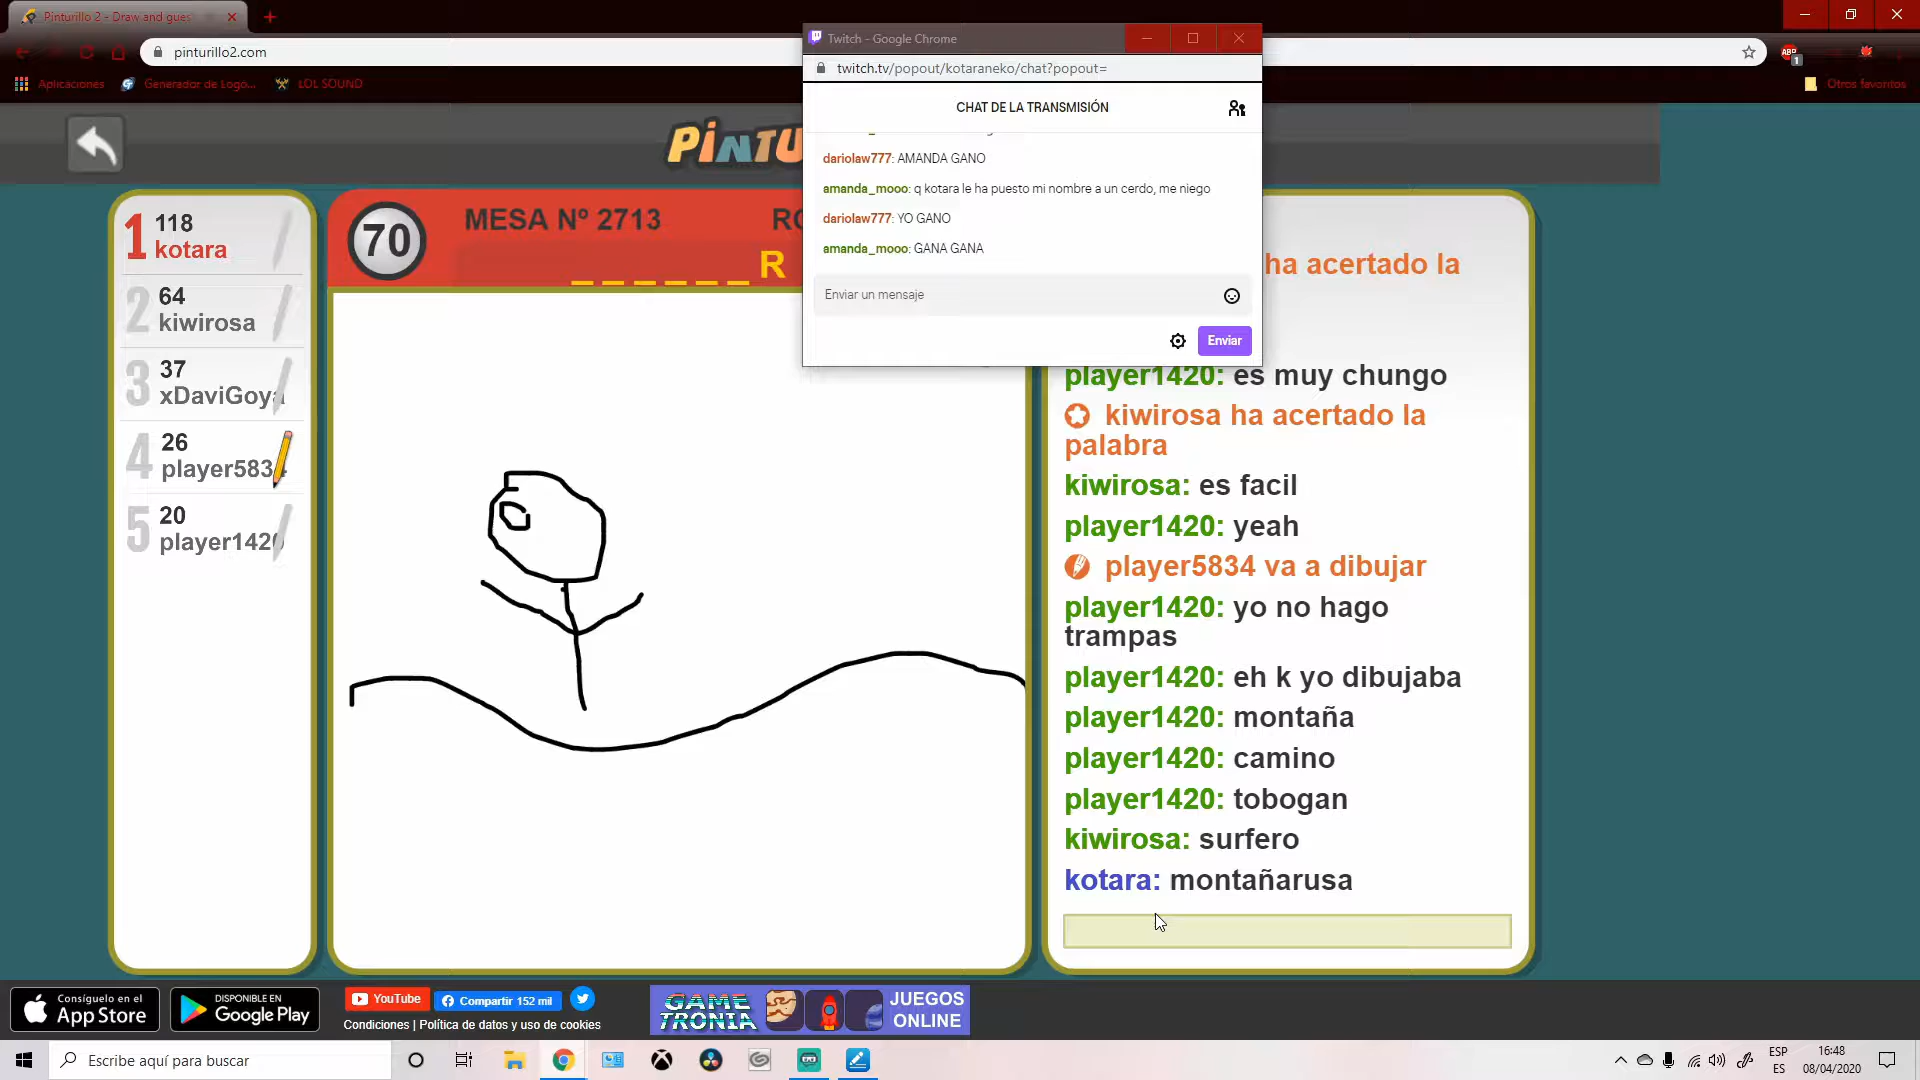 Pinturillo 2 - Draw and gues
pinturillo2.com
Aplicaciones
Generador de Logo...
LOL SOUND
Otros favoritos
ABP
1
Twitch - Google Chrome
twitch.tv/popout/kotaraneko/chat?popout=
CHAT DE LA TRANSMISIÓN
dariolaw777: AMANDA GANO
amanda_mooo: q kotara le ha puesto mi nombre a un cerdo, me niego
dariolaw777: YO GANO
amanda_mooo: GANA GANA
Enviar un mensaje
Enviar
PINTU
1 118
kotara
2 64
kiwirosa
3 37
xDaviGoya
4 26
player5834
5 20
player1420
70
MESA Nº 2713
RO
_ _ _ _ _ _ _ R
ha acertado la
player1420: es muy chungo
kiwirosa ha acertado la
palabra
kiwirosa: es facil
player1420: yeah
player5834 va a dibujar
player1420: yo no hago
trampas
player1420: eh k yo dibujaba
player1420: montaña
player1420: camino
player1420: tobogan
kiwirosa: surfero
kotara: montañarusa
Consíguelo en el
App Store
DISPONIBLE EN
Google Play
YouTube
Compartir 152 mil
Condiciones | Política de datos y uso de cookies
GAME
TRONIA
JUEGOS
ONLINE
Escribe aquí para buscar
ESP
ES
16:48
08/04/2020